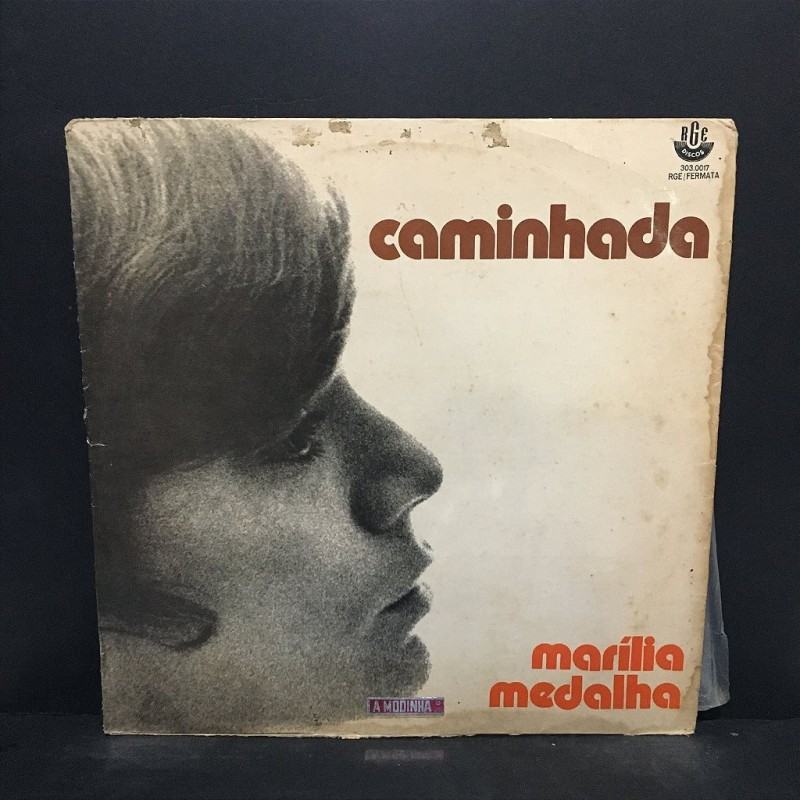 RGE
DISCOS
303.0017
RGE/FERMATA
caminhada
marília
medalha
A MODINHA